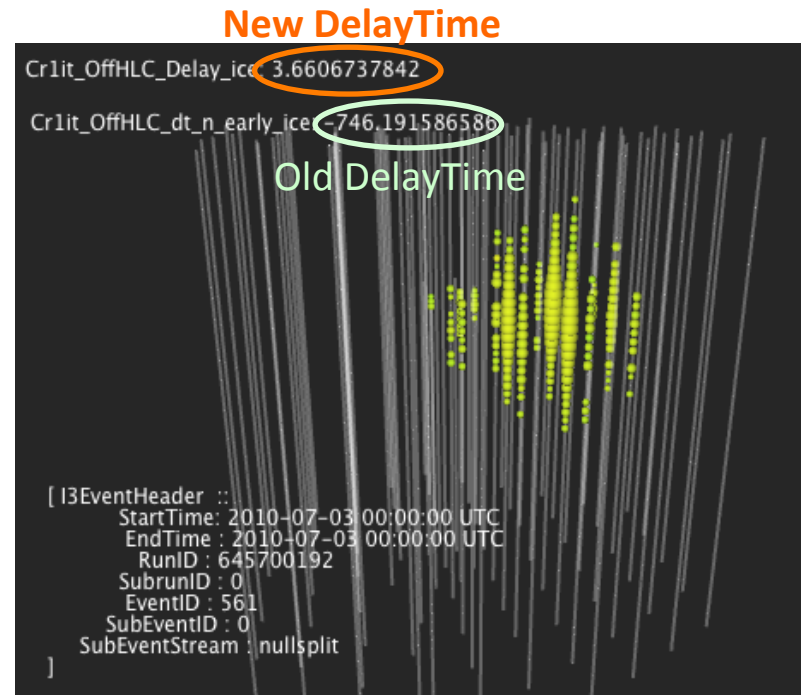 New DelayTime
Cr1it_OffHLC_Delay_ice: 3.6606737842
Cr1it_OffHLC_dt_n_early_ice: -746.191586586
Old DelayTime
[ I3EventHeader ::
StartTime: 2010-07-03 00:00:00 UTC
EndTime : 2010-07-03 00:00:00 UTC
RunID : 645700192
SubrunID : 0
EventID : 561
SubEventID : 0
SubEventStream : nullsplit
]